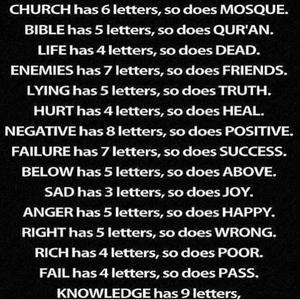 CHURCH has 6 letters, so does MOSQUE.
BIBLE has 5 letters, so does QUR'AN.
LIFE has 4 letters, so does DEAD.
ENEMIES has 7 letters, so does FRIENDS.
LYING has 5 letters, so does TRUTH.
HURT has 4 letters, so does HEAL.
NEGATIVE has 8 letters, so does POSITIVE.
FAILURE has 7 letters, so does SUCCESS.
BELOW has 5 letters, so does ABOVE.
SAD has 3 letters, so does JOY.
ANGER has 5 letters, so does HAPPY.
RIGHT has 5 letters, so does WRONG.
RICH has 4 letters, so does POOR.
FAIL has 4 letters, so does PASS.
KNOWLEDGE has 9 letters,